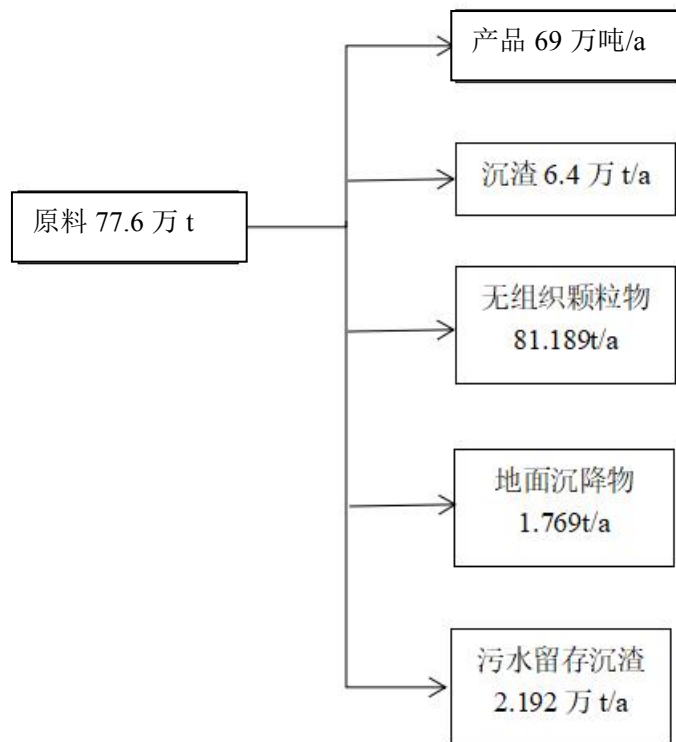 产品 69 万吨/a
沉渣 6.4 万 t/a
原料 77.6 万 t
无组织颗粒物
81.189t/a
地面沉降物
1.769t/a
污水留存沉渣
2.192 万 t/a